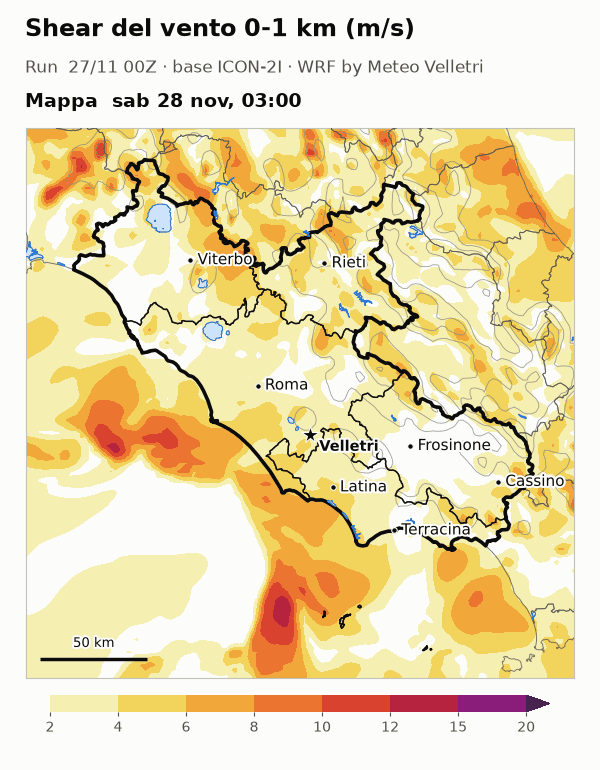 Shear del vento 0-1 km (m/s)
Run 27/11 00Z · base ICON-2I · WRF by Meteo Velletri
Mappa sab 28 nov, 03:00
Viterbo
Rieti
Roma
Velletri
Frosinone
Cassino
Latina
Terracina
50 km
2 4 6 8 10 12 15 20